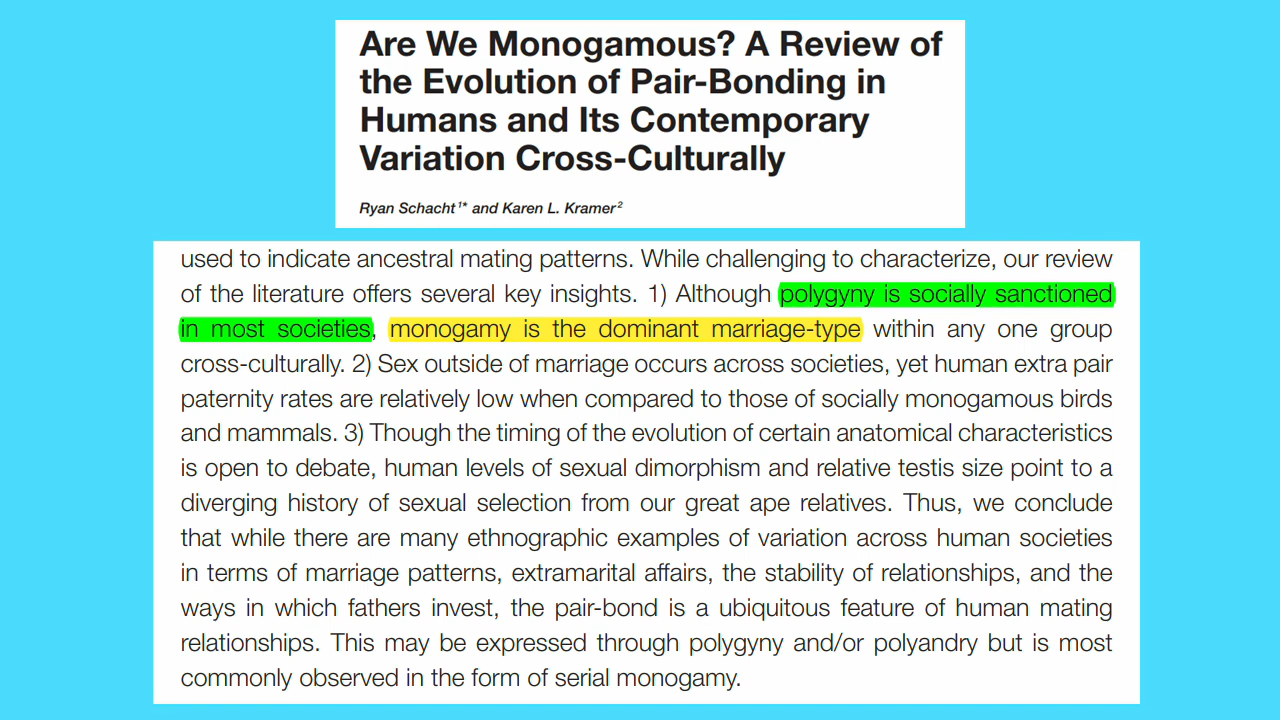 Are We Monogamous? A Review of
the Evolution of Pair-Bonding in
Humans and Its Contemporary
Variation Cross-Culturally
Ryan Schacht¹* and Karen L. Kramer²
used to indicate ancestral mating patterns. While challenging to characterize, our review
of the literature offers several key insights. 1) Although polygyny is socially sanctioned
in most societies, monogamy is the dominant marriage-type within any one group
cross-culturally. 2) Sex outside of marriage occurs across societies, yet human extra pair
paternity rates are relatively low when compared to those of socially monogamous birds
and mammals. 3) Though the timing of the evolution of certain anatomical characteristics
is open to debate, human levels of sexual dimorphism and relative testis size point to a
diverging history of sexual selection from our great ape relatives. Thus, we conclude
that while there are many ethnographic examples of variation across human societies
in terms of marriage patterns, extramarital affairs, the stability of relationships, and the
ways in which fathers invest, the pair-bond is a ubiquitous feature of human mating
relationships. This may be expressed through polygyny and/or polyandry but is most
commonly observed in the form of serial monogamy.